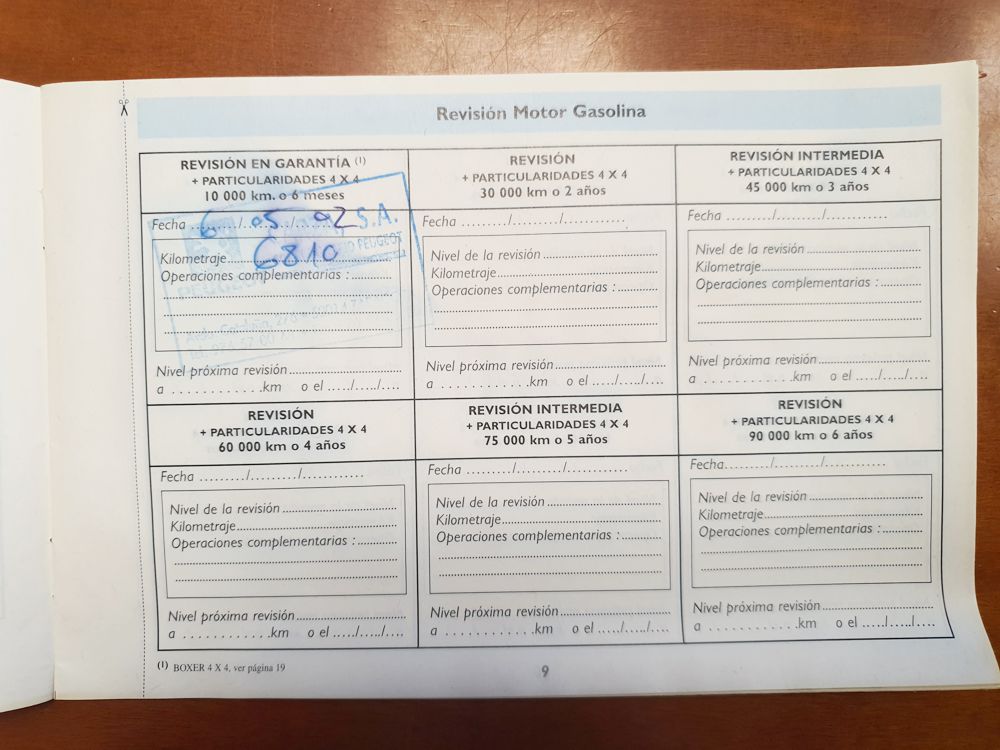 Revisión Motor Gasolina
REVISIÓN EN GARANTÍA (1)
+ PARTICULARIDADES 4 X 4
10 000 km. o 6 meses
Fecha 6 / 05 92
Kilometraje 6810
Operaciones complementarias :
S.A.
PEUGEOT
PEUGEOT
Nivel próxima revisión
a ............km o el ...../...../....
REVISIÓN
+ PARTICULARIDADES 4 X 4
30 000 km o 2 años
Fecha ........./........./............
Nivel de la revisión
Kilometraje
Operaciones complementarias :
Nivel próxima revisión
a ............km o el ...../...../....
REVISIÓN INTERMEDIA
+ PARTICULARIDADES 4 X 4
45 000 km o 3 años
Fecha ........./........./............
Nivel de la revisión
Kilometraje
Operaciones complementarias :
Nivel próxima revisión
a ............km o el ...../...../....
REVISIÓN
+ PARTICULARIDADES 4 X 4
60 000 km o 4 años
Fecha ........./........./............
Nivel de la revisión
Kilometraje
Operaciones complementarias :
Nivel próxima revisión
a ............km o el ...../...../....
REVISIÓN INTERMEDIA
+ PARTICULARIDADES 4 X 4
75 000 km o 5 años
Fecha ........./........./............
Nivel de la revisión
Kilometraje
Operaciones complementarias :
Nivel próxima revisión
a ............km o el ...../...../....
REVISIÓN
+ PARTICULARIDADES 4 X 4
90 000 km o 6 años
Fecha ........./........./............
Nivel de la revisión
Kilometraje
Operaciones complementarias :
Nivel próxima revisión
a ............km o el ...../...../....
(1) BOXER 4 X 4, ver página 19
9